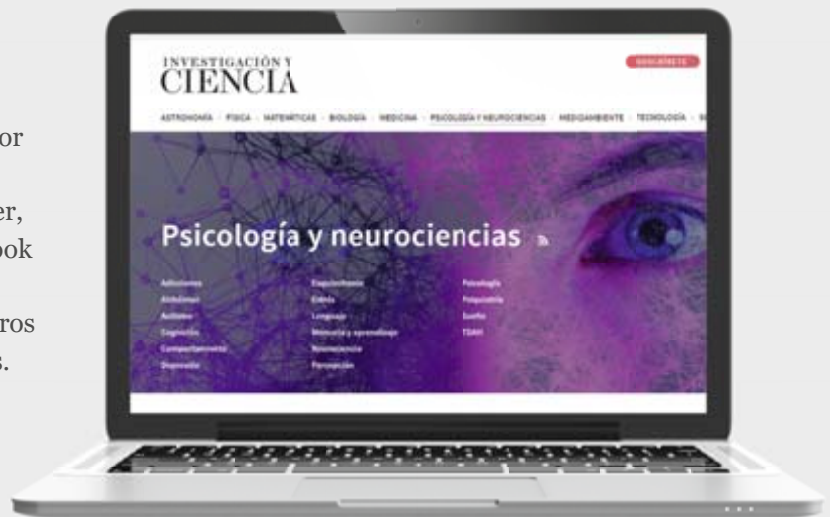 or
er,
ook
ros
s.
INVESTIGACIÓN Y
CIENCIA
SUSCRÍBETE
ASTRONOMÍA · FÍSICA · MATEMÁTICAS · BIOLOGÍA · MEDICINA · PSICOLOGÍA Y NEUROCIENCIAS · MEDIOAMBIENTE · TECNOLOGÍA ·
Psicología y neurociencias
Adicciones
Alzhéimer
Autismo
Cognición
Comportamiento
Depresión
Esquizofrenia
Estrés
Lenguaje
Memoria y aprendizaje
Neurociencia
Percepción
Psicología
Psiquiatría
Sueño
TDAH